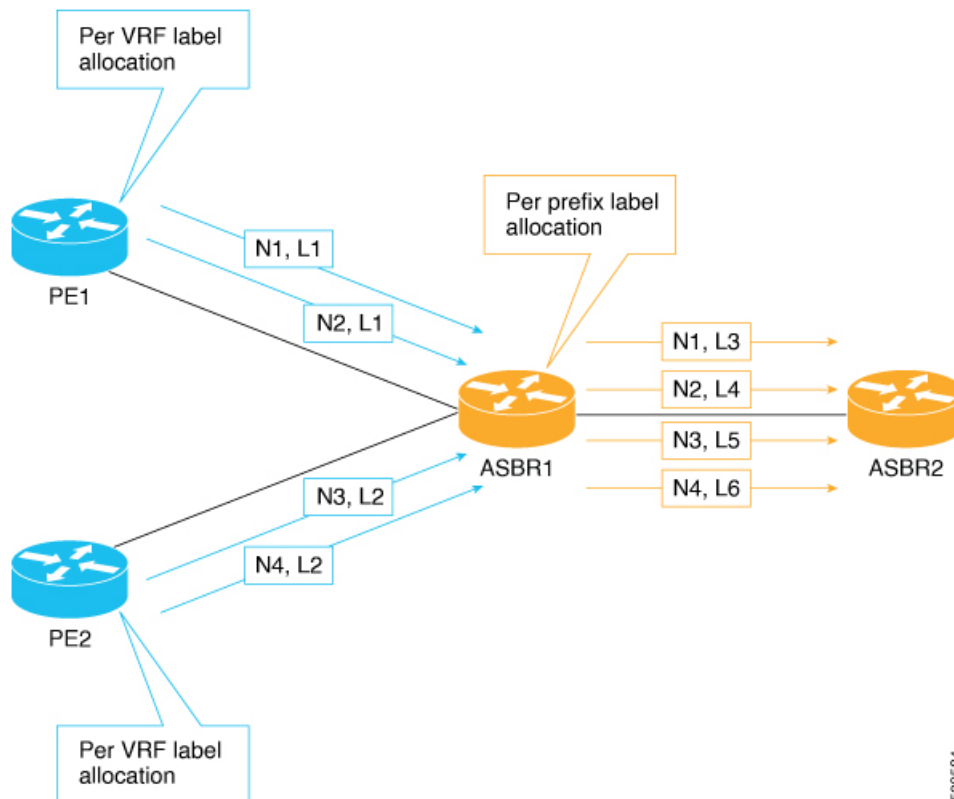 Per VRF label
allocation
PE1
N1, L1
N2, L1
Per prefix label
allocation
N1, L3
N2, L4
ASBR1
ASBR2
N3, L5
N4, L6
N3, L2
N4, L2
PE2
Per VRF label
allocation